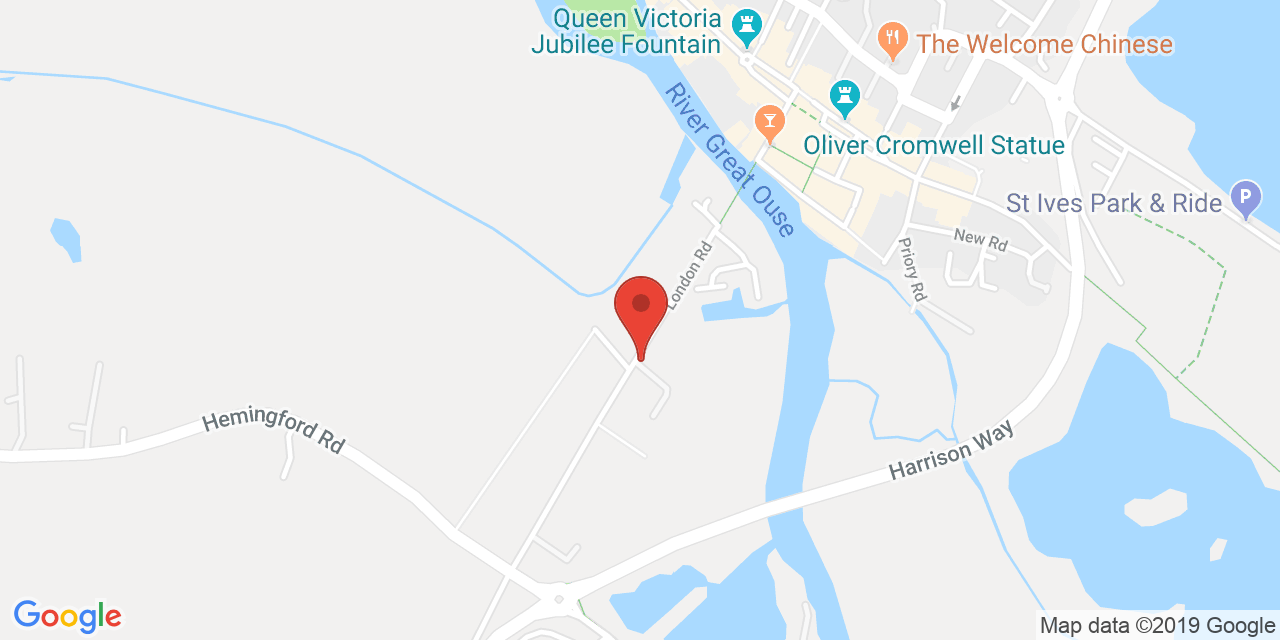 Queen Victoria
Jubilee Fountain
The Welcome Chinese
River Great Ouse
Oliver Cromwell Statue
St Ives Park & Ride
P
New Rd
Priory Rd
London Rd
Hemingford Rd
Harrison Way
Google
Map data ©2019 Google